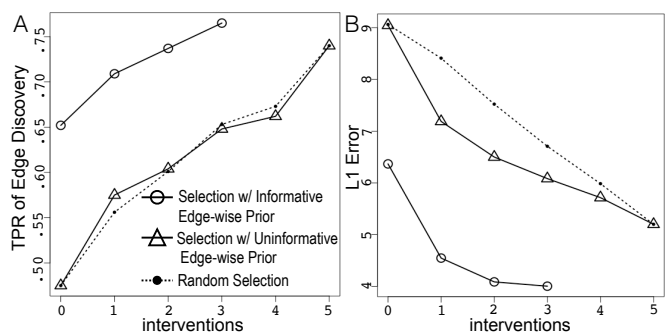 A
TPR of Edge Discovery
.50 .55 .60 .65 .70 .75
Selection w/ Informative
Edge-wise Prior
Selection w/ Uninformative
Edge-wise Prior
Random Selection
0 1 2 3 4 5
interventions
B
L1 Error
4 5 6 7 8 9
0 1 2 3 4 5
interventions